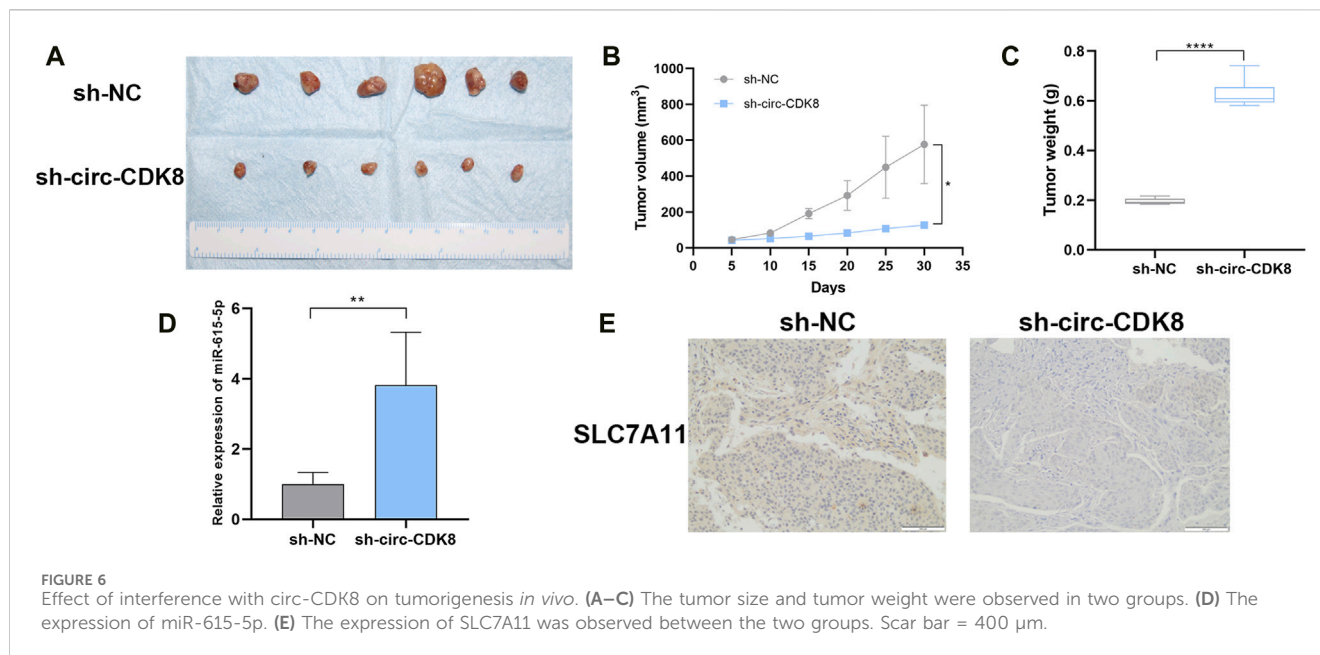 A
sh-NC
sh-circ-CDK8
B
Tumor volume (mm³)
1000
800
600
400
200
0
sh-NC
sh-circ-CDK8
*
0 5 10 15 20 25 30 35
Days
C
Tumor weight (g)
0.8
0.6
0.4
0.2
0.0
****
sh-NC sh-circ-CDK8
D
Relative expression of miR-615-5p
6
4
2
0
**
sh-NC sh-circ-CDK8
E
sh-NC sh-circ-CDK8
SLC7A11
FIGURE 6
Effect of interference with circ-CDK8 on tumorigenesis in vivo. (A–C) The tumor size and tumor weight were observed in two groups. (D) The
expression of miR-615-5p. (E) The expression of SLC7A11 was observed between the two groups. Scar bar = 400 µm.